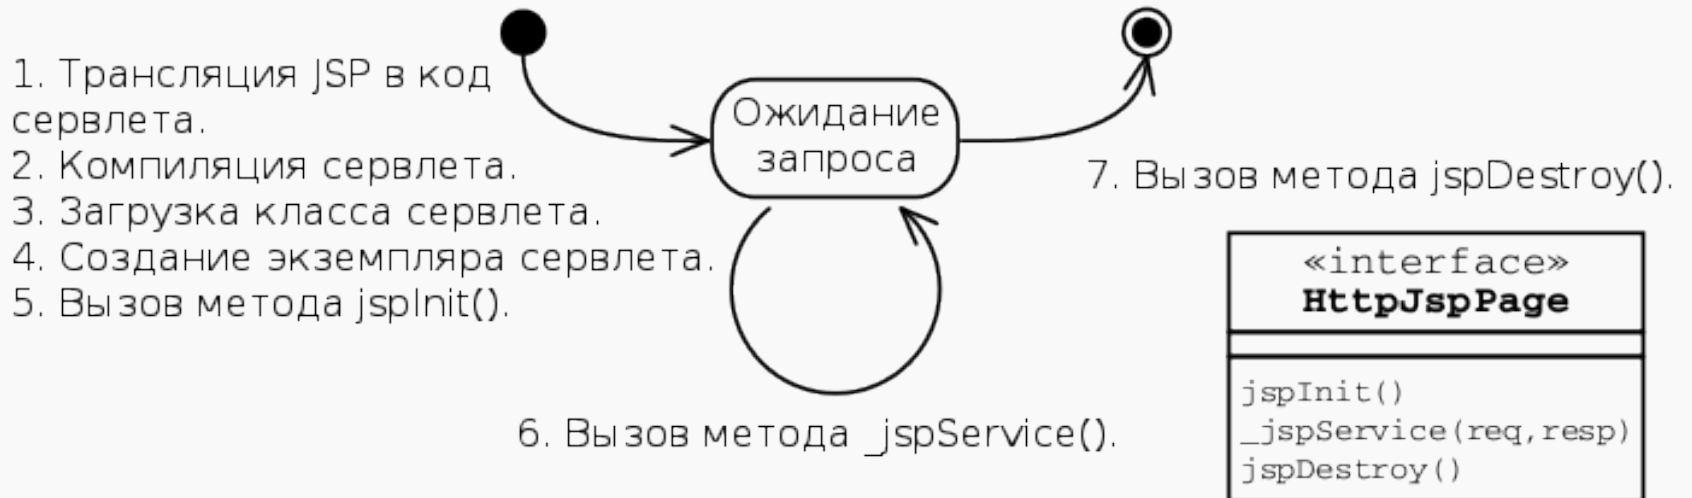 1. Трансляция JSP в код
сервлета.
2. Компиляция сервлета.
3. Загрузка класса сервлета.
4. Создание экземпляра сервлета.
5. Вызов метода jspInit().
Ожидание
запроса
6. Вызов метода _jspService().
7. Вызов метода jspDestroy().
«interface»
HttpJspPage
jspInit()
_jspService(req,resp)
jspDestroy()